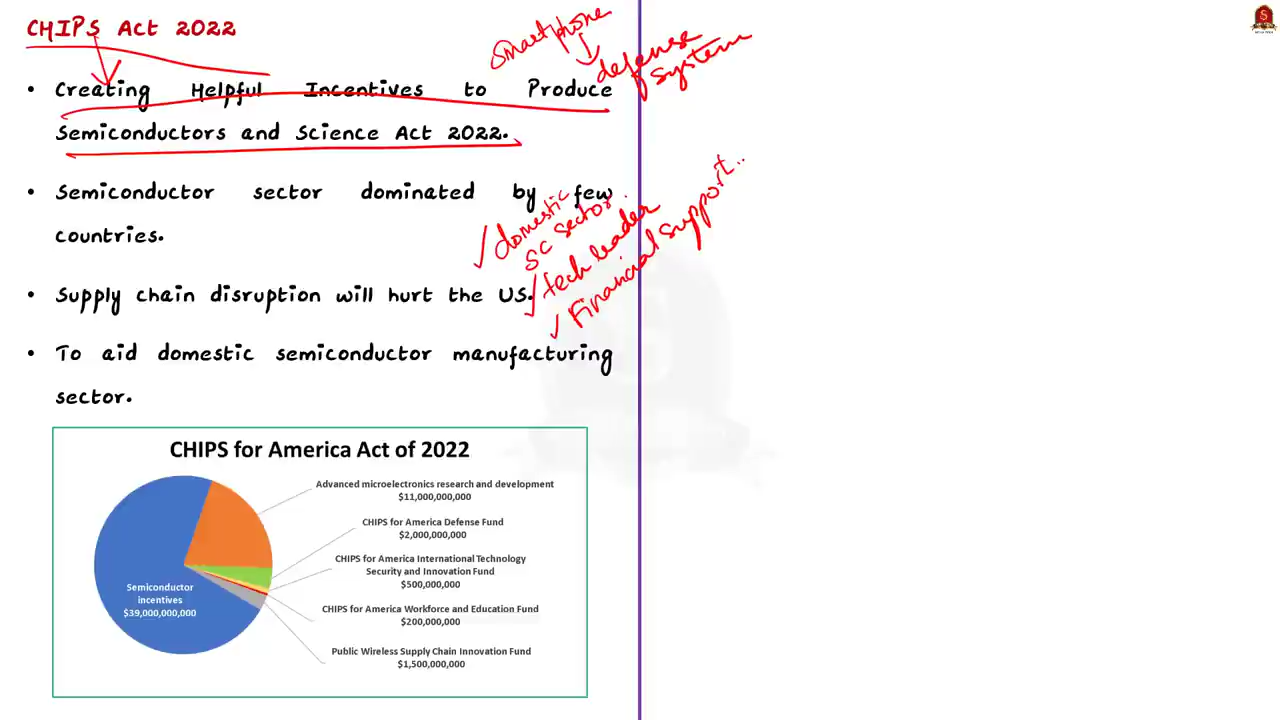 CHIPS Act 2022
smartphone
defense
system
• Creating Helpful Incentives to Produce
Semiconductors and Science Act 2022.
• Semiconductor sector dominated by few
countries.
✓ domestic
SC sector.
✓ tech leader
✓ Financial support..
• Supply chain disruption will hurt the US.
• To aid domestic semiconductor manufacturing
sector.
CHIPS for America Act of 2022
Advanced microelectronics research and development
$11,000,000,000
CHIPS for America Defense Fund
$2,000,000,000
CHIPS for America International Technology
Security and Innovation Fund
$500,000,000
Semiconductor
incentives
$39,000,000,000
CHIPS for America Workforce and Education Fund
$200,000,000
Public Wireless Supply Chain Innovation Fund
$1,500,000,000